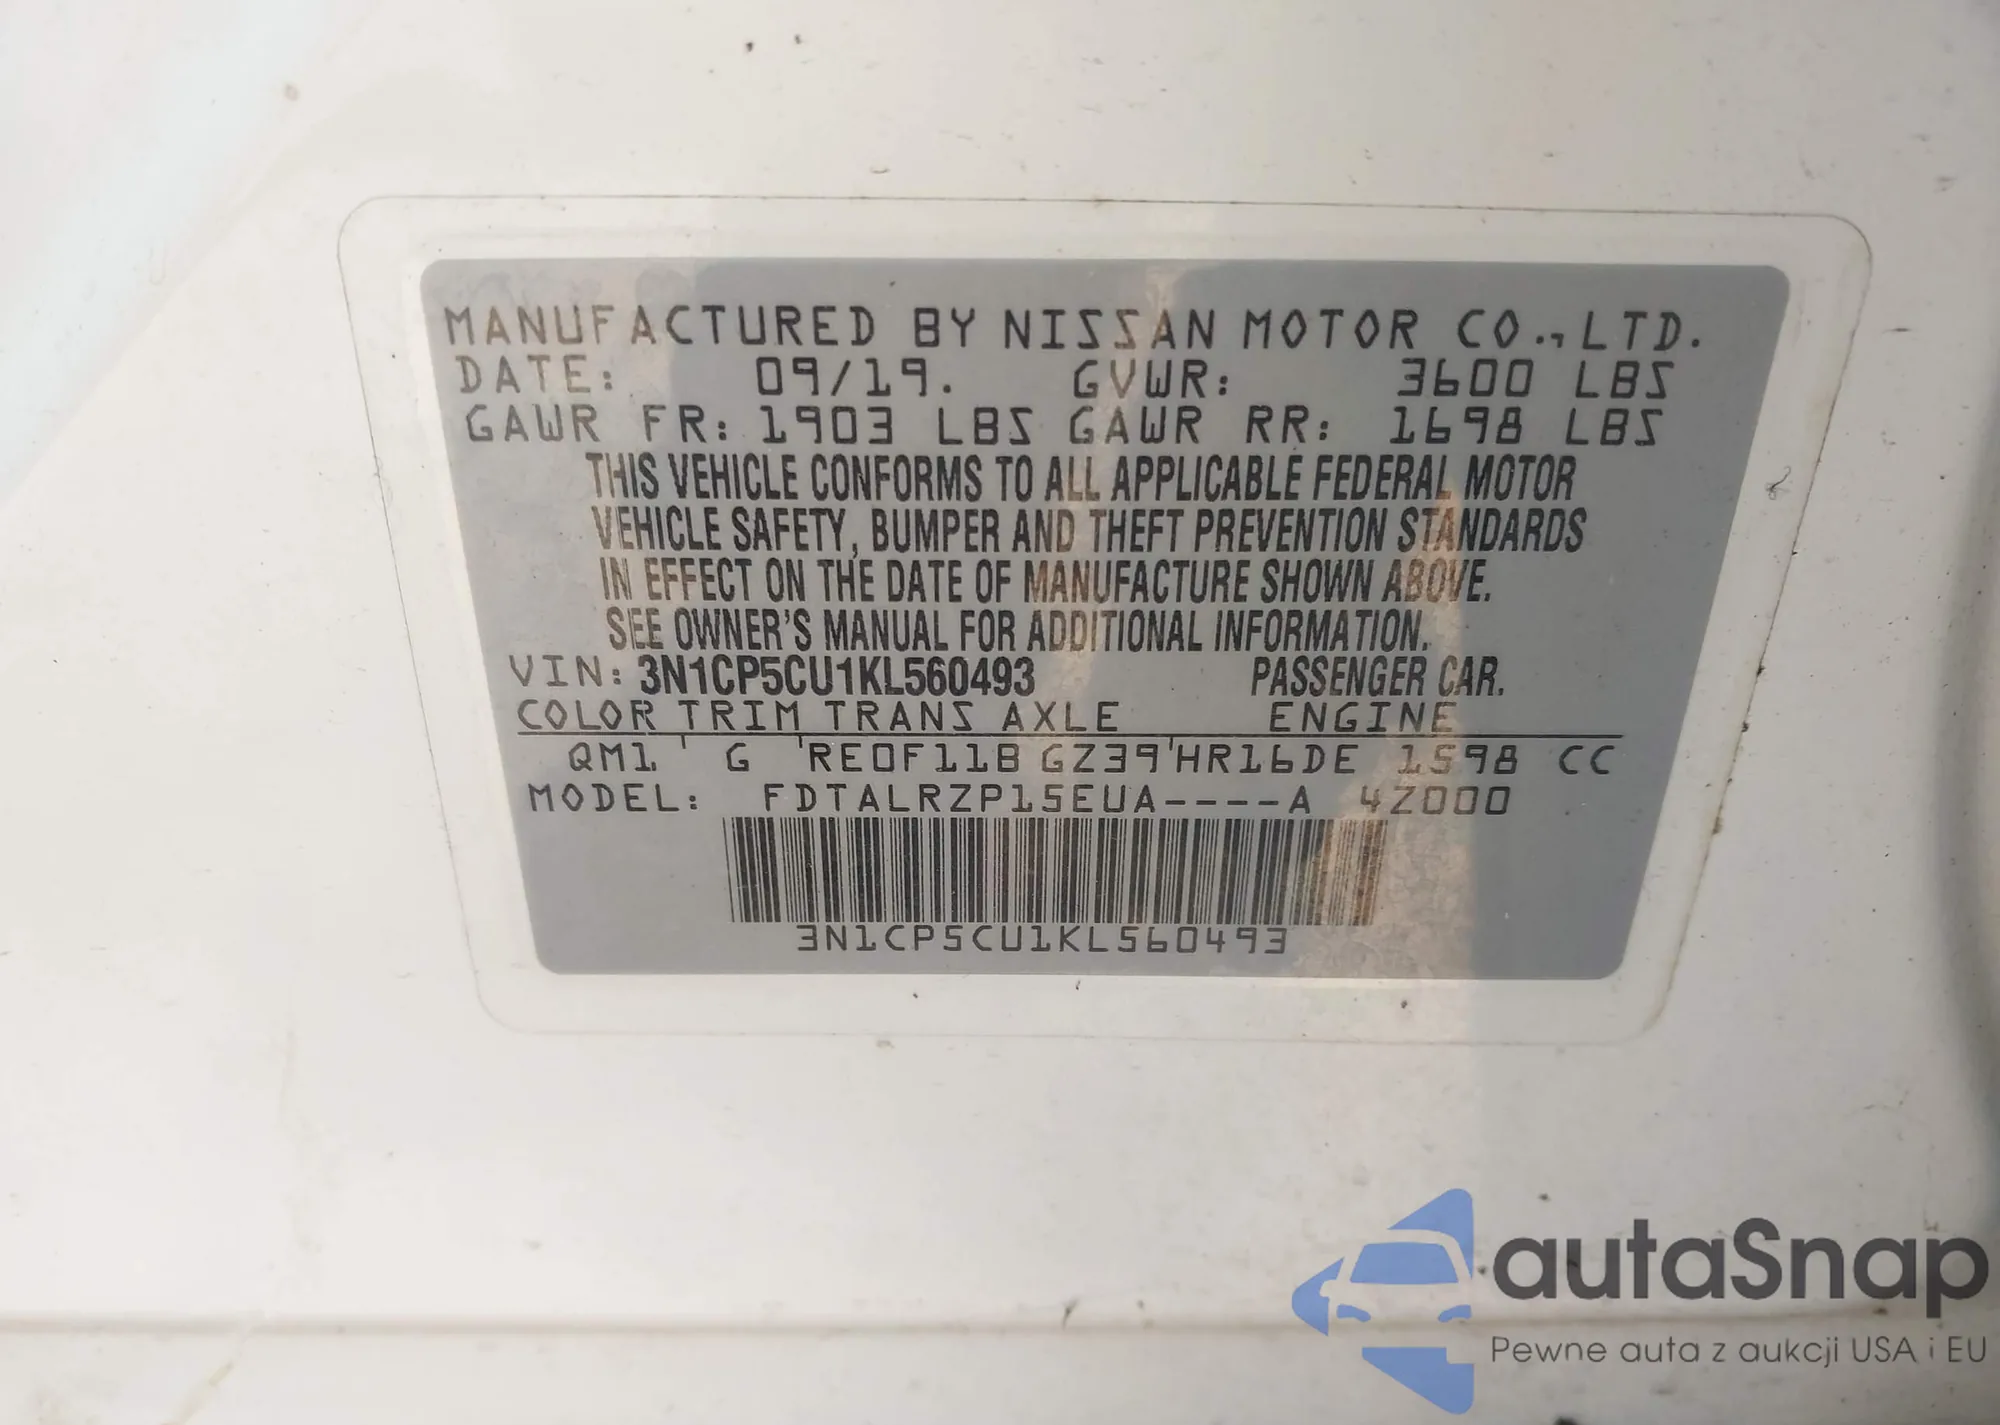 MANUFACTURED BY NISSAN MOTOR CO., LTD.
DATE: 09/19. GVWR: 3600 LBS
GAWR FR: 1903 LBS GAWR RR: 1698 LBS
THIS VEHICLE CONFORMS TO ALL APPLICABLE FEDERAL MOTOR
VEHICLE SAFETY, BUMPER AND THEFT PREVENTION STANDARDS
IN EFFECT ON THE DATE OF MANUFACTURE SHOWN ABOVE.
SEE OWNER'S MANUAL FOR ADDITIONAL INFORMATION.
VIN: 3N1CP5CU1KL560493 PASSENGER CAR.
COLOR TRIM TRANS AXLE ENGINE
QM1 G RE0F11B GZ39 HR16DE 1598 CC
MODEL: FDTALRZP15EUA----A 4Z000
3N1CP5CU1KL560493
autaSnap
Pewne auta z aukcji USA i EU